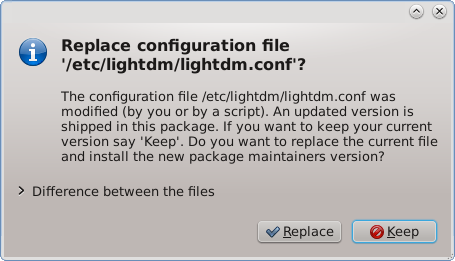 Replace configuration file
'/etc/lightdm/lightdm.conf'?
The configuration file /etc/lightdm/lightdm.conf was
modified (by you or by a script). An updated version is
shipped in this package. If you want to keep your current
version say 'Keep'. Do you want to replace the current file
and install the new package maintainers version?
Difference between the files
Replace
Keep